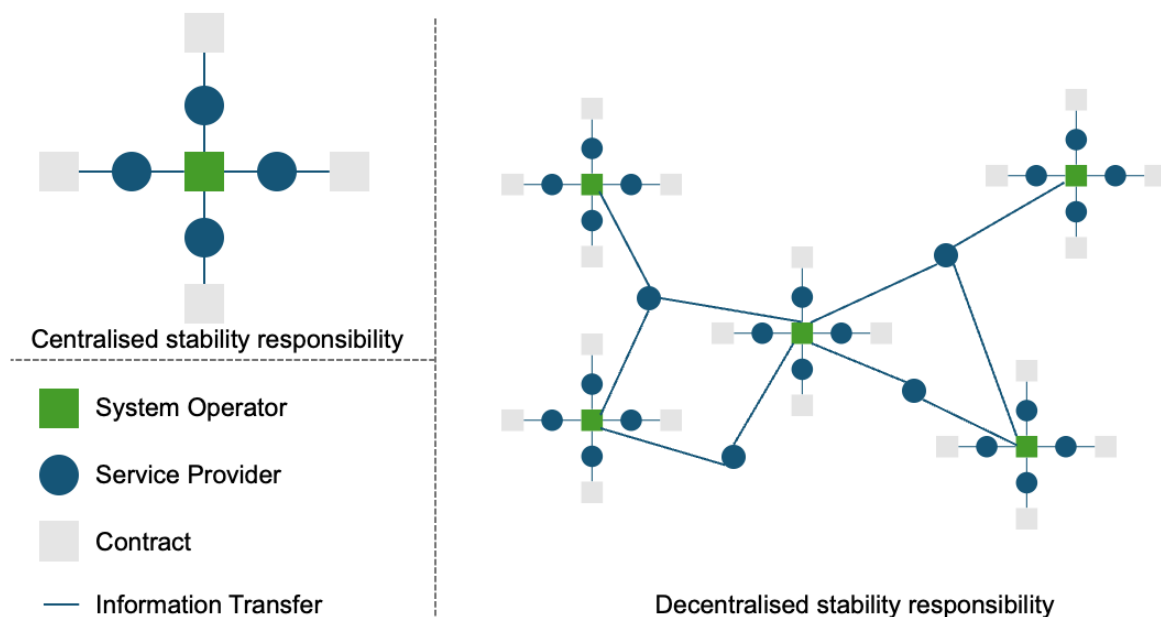 Centralised stability responsibility
System Operator
Service Provider
Contract
Information Transfer
Decentralised stability responsibility